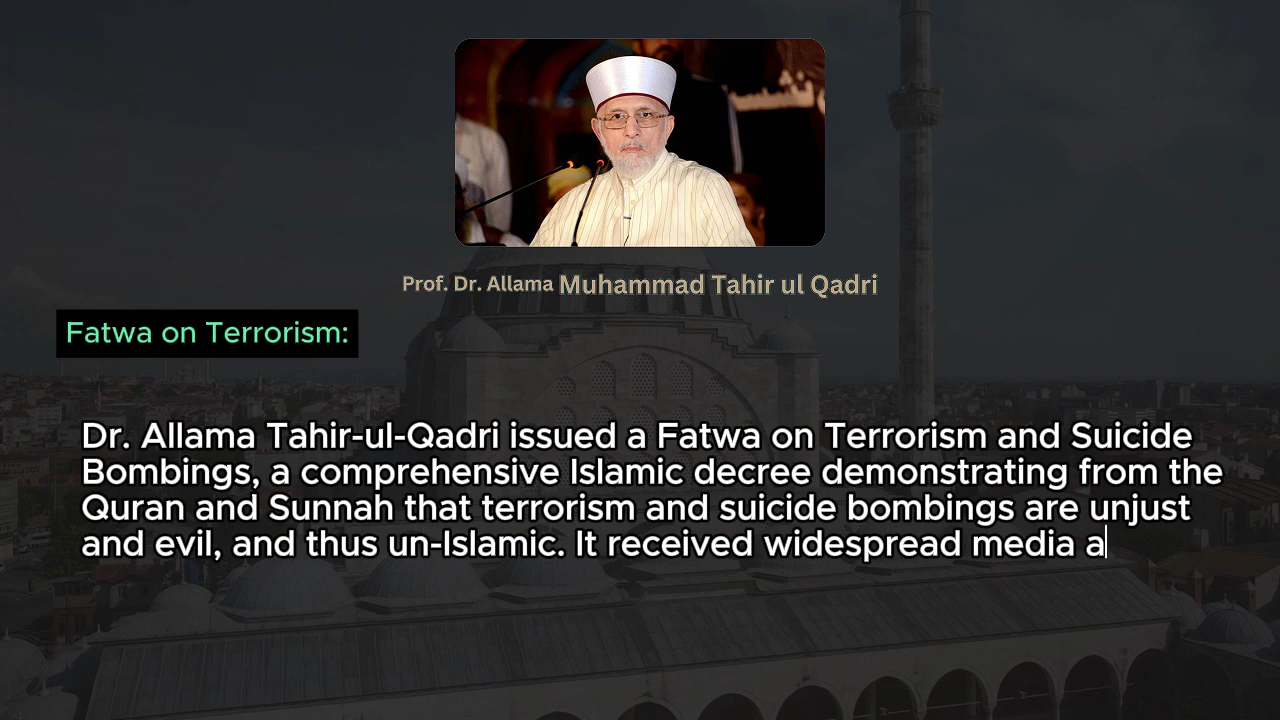 Prof. Dr. Allama Muhammad Tahir ul Qadri
Fatwa on Terrorism:
Dr. Allama Tahir-ul-Qadri issued a Fatwa on Terrorism and Suicide
Bombings, a comprehensive Islamic decree demonstrating from the
Quran and Sunnah that terrorism and suicide bombings are unjust
and evil, and thus un-Islamic. It received widespread media a